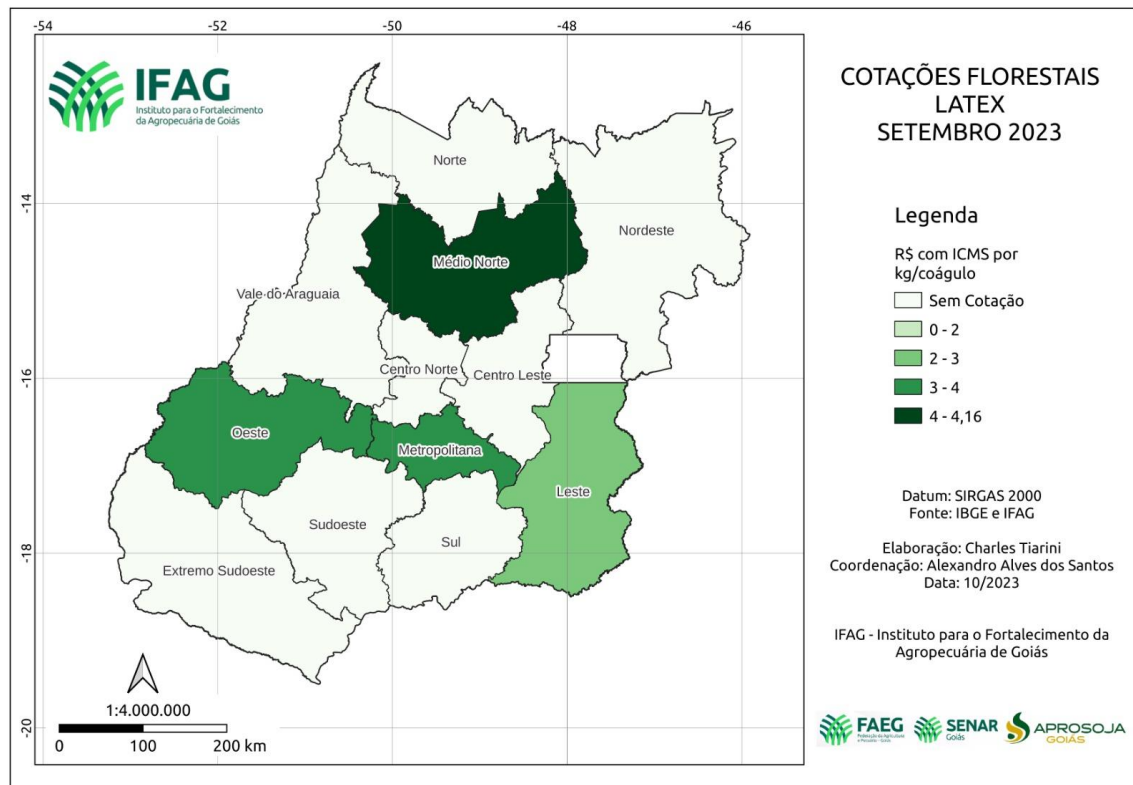 -54
-52
-50
-48
-46
IFAG
Instituto para o Fortalecimento
da Agropecuária de Goiás
COTAÇÕES FLORESTAIS
LATEX
SETEMBRO 2023
Norte
-14
Nordeste
Médio Norte
Vale do Araguaia
Legenda
R$ com ICMS por
kg/coágulo
Sem Cotação
0 - 2
2 - 3
3 - 4
4 - 4,16
-16
Centro Norte
Centro Leste
Oeste
Metropolitana
Leste
Sudoeste
Sul
-18
Extremo Sudoeste
Datum: SIRGAS 2000
Fonte: IBGE e IFAG
Elaboração: Charles Tiarini
Coordenação: Alexandro Alves dos Santos
Data: 10/2023
IFAG - Instituto para o Fortalecimento da
Agropecuária de Goiás
1:4.000.000
0 100 200 km
-20
FAEG
Federação da Agricultura
e Pecuária - Goiás
SENAR
Goiás
APROSOJA
GOIÁS